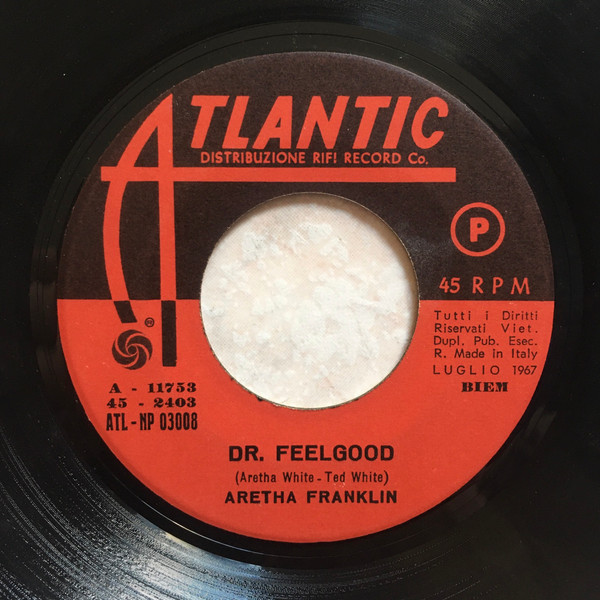 ATLANTIC
DISTRIBUZIONE RIFI RECORD Co.
P
45 RPM
Tutti i Diritti
Riservati Viet.
Dupl. Pub. Esec.
R. Made in Italy
LUGLIO 1967
BIEM
®
A - 11753
45 - 2403
ATL - NP 03008
DR. FEELGOOD
(Aretha White - Ted White)
ARETHA FRANKLIN